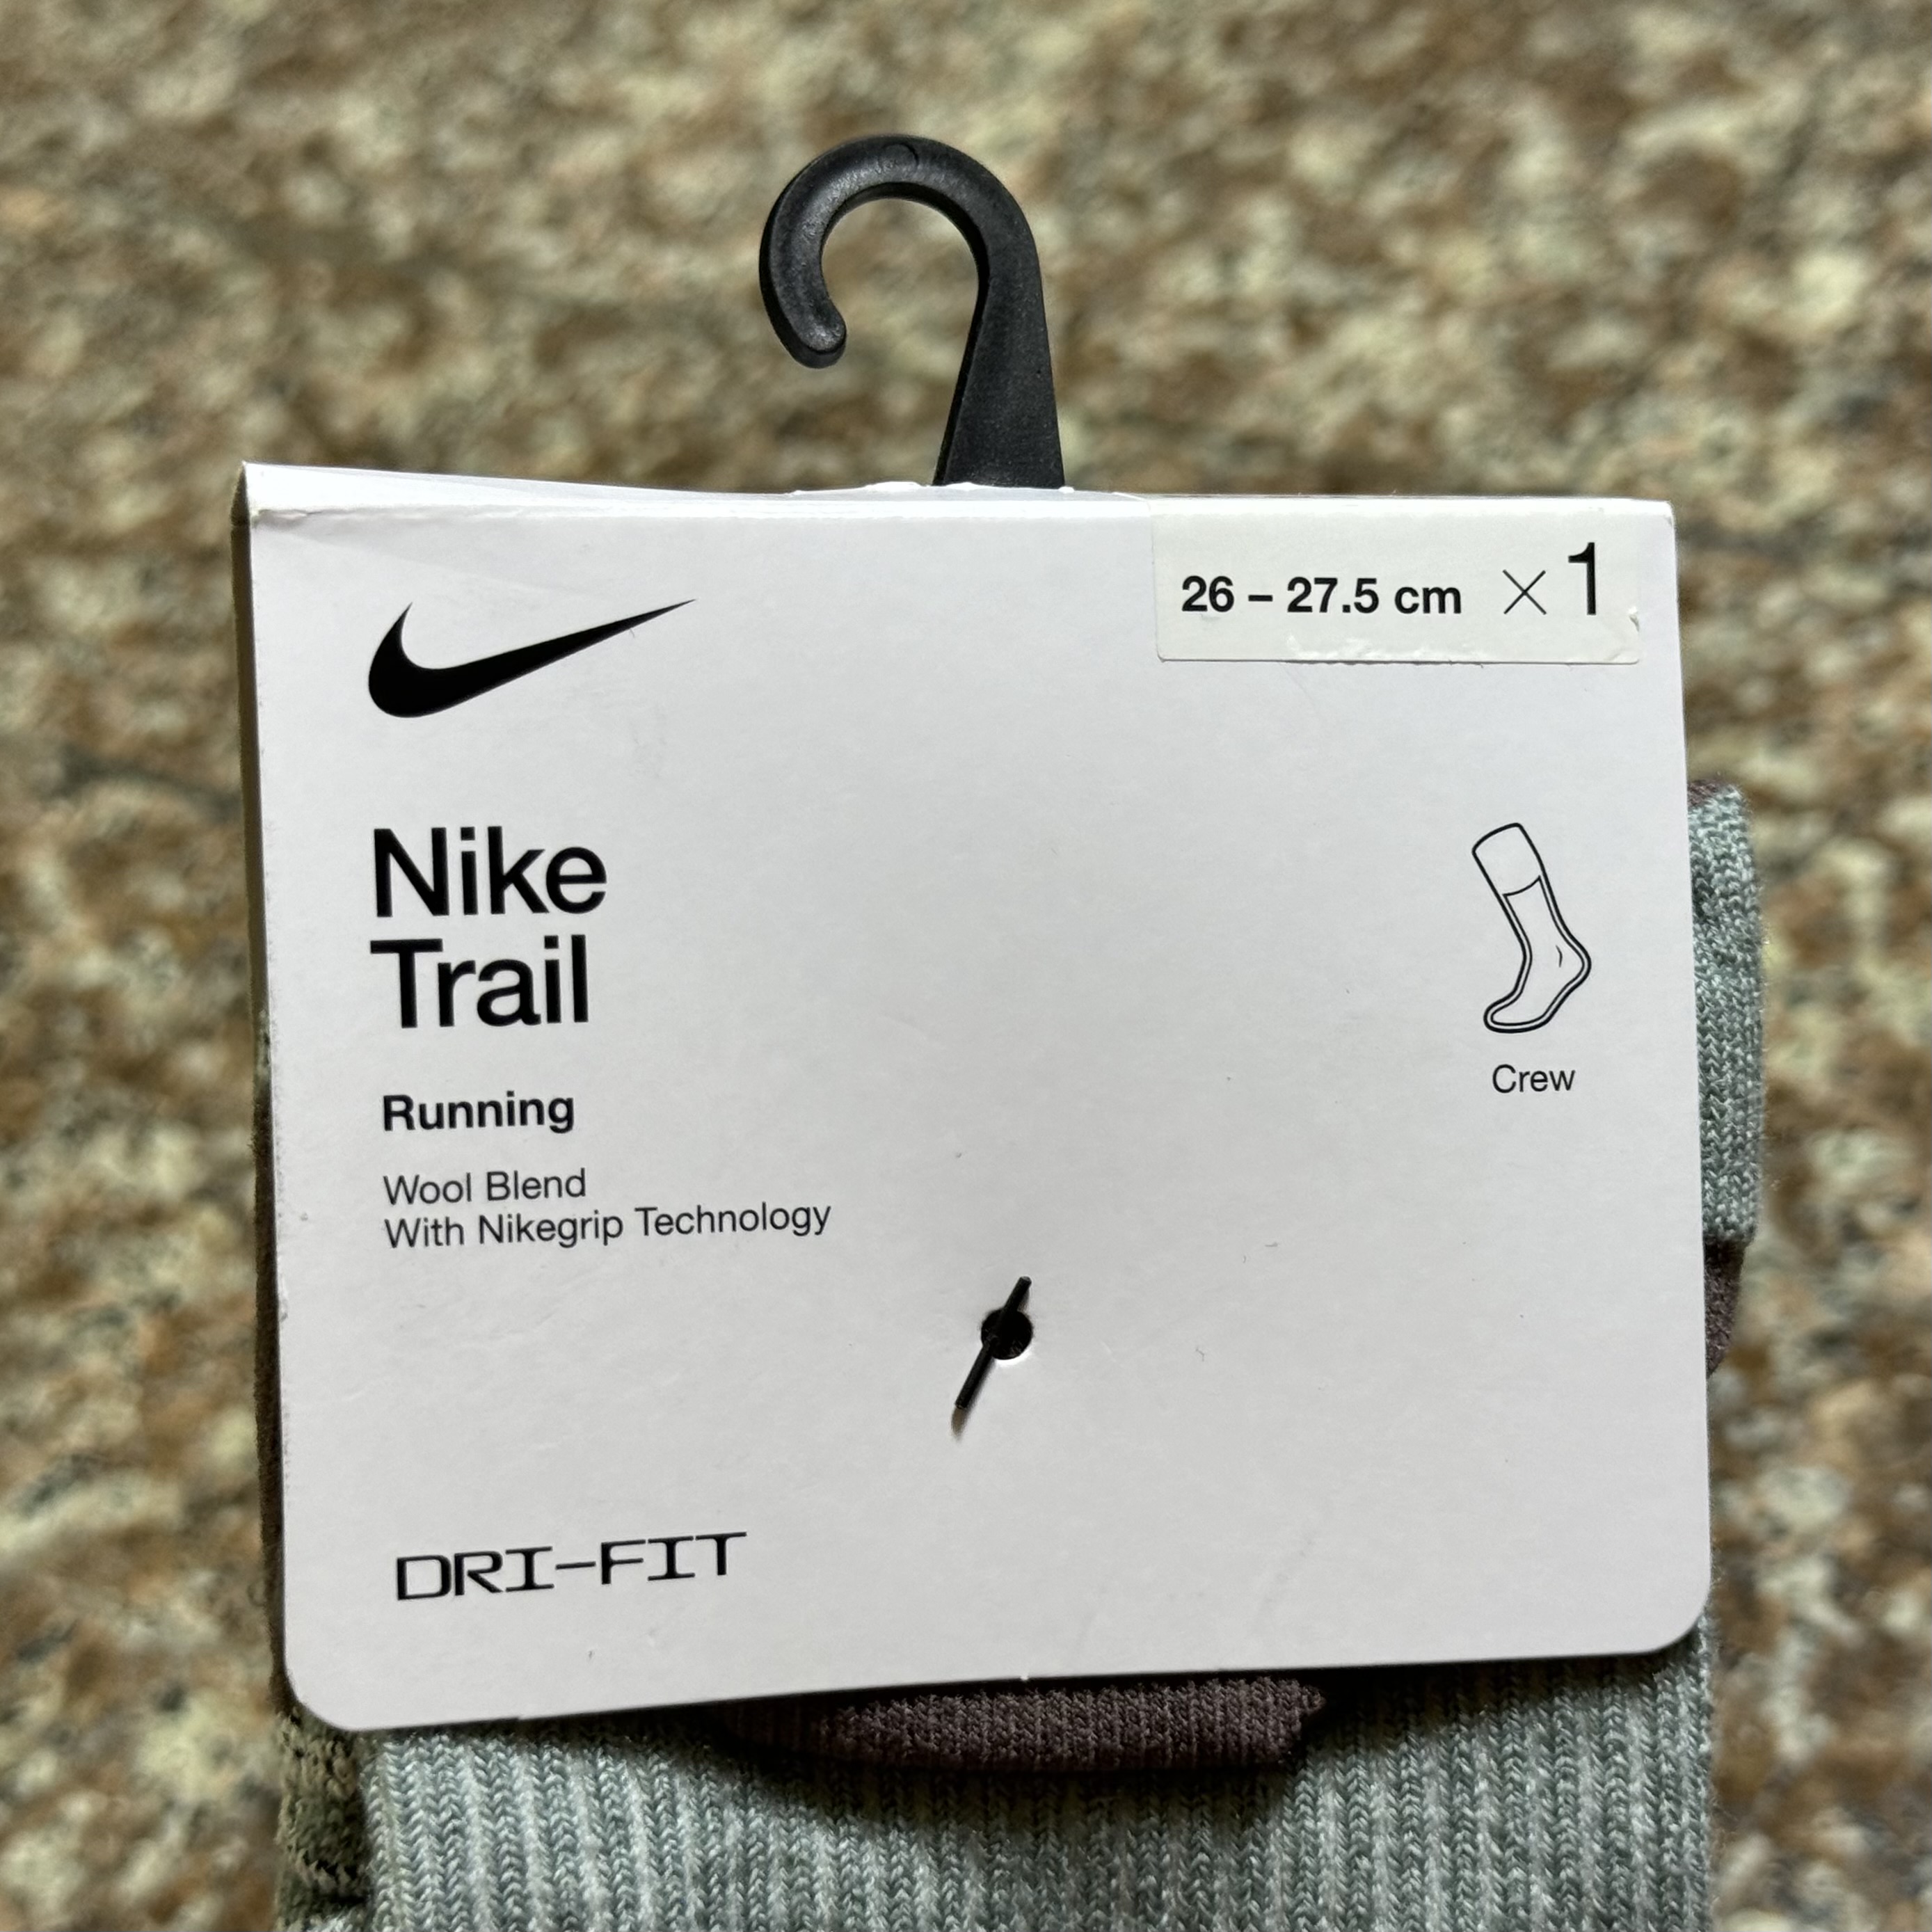 26 – 27.5 cm × 1
Nike
Trail
Crew
Running
Wool Blend
With Nikegrip Technology
DRI-FIT